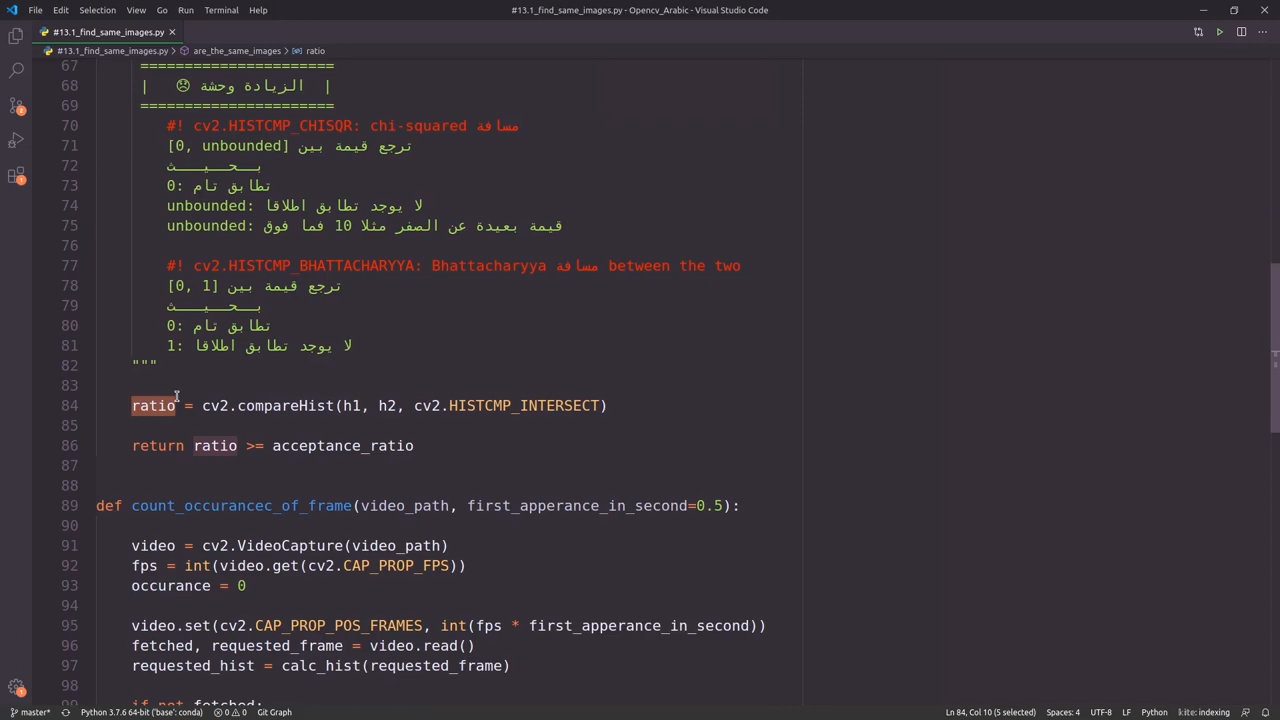 File Edit Selection View Go Run Terminal Help #13.1_find_same_images.py - Opencv_Arabic - Visual Studio Code
#13.1_find_same_images.py
#13.1_find_same_images.py > are_the_same_images > ratio
67 ======================
68 | الزيادة وحشة 😞 |
69 ======================
70 #! cv2.HISTCMP_CHISQR: chi-squared مسافة
71 [0, unbounded] ترجع قيمة بين
72 بـــحـــيـــــث
73 0: تطابق تام
74 unbounded: لا يوجد تطابق اطلاقا
75 unbounded: قيمة بعيدة عن الصفر مثلا 10 فما فوق
76
77 #! cv2.HISTCMP_BHATTACHARYYA: Bhattacharyya مسافة between the two
78 [0, 1] ترجع قيمة بين
79 بـــحـــيـــــث
80 0: تطابق تام
81 1: لا يوجد تطابق اطلاقا
82 """
83
84 ratio = cv2.compareHist(h1, h2, cv2.HISTCMP_INTERSECT)
85
86 return ratio >= acceptance_ratio
87
88
89 def count_occurancec_of_frame(video_path, first_apperance_in_second=0.5):
90
91 video = cv2.VideoCapture(video_path)
92 fps = int(video.get(cv2.CAP_PROP_FPS))
93 occurance = 0
94
95 video.set(cv2.CAP_PROP_POS_FRAMES, int(fps * first_apperance_in_second))
96 fetched, requested_frame = video.read()
97 requested_hist = calc_hist(requested_frame)
98
99 if not fetched:
master* Python 3.7.6 64-bit ('base': conda) 0 0 Git Graph Ln 84, Col 10 (5 selected) Spaces: 4 UTF-8 LF Python kite: indexing